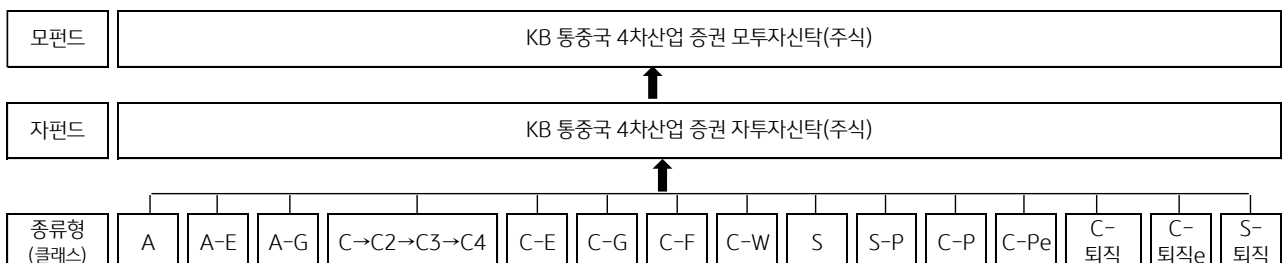 모펀드
KB 통중국 4차산업 증권 모투자신탁(주식)
자펀드
KB 통중국 4차산업 증권 자투자신탁(주식)
종류형
(클래스)
A
A-E
A-G
C→C2→C3→C4
C-E
C-G
C-F
C-W
S
S-P
C-P
C-Pe
C-
퇴직
C-
퇴직e
S-
퇴직